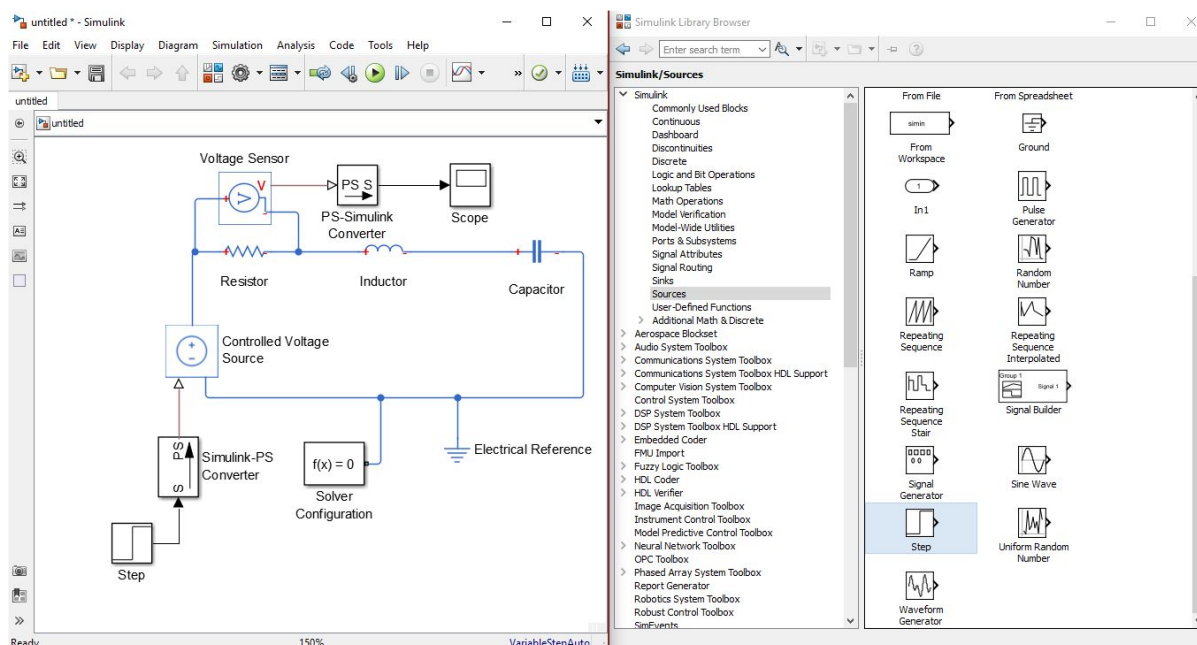 untitled * - Simulink
File Edit View Display Diagram Simulation Analysis Code Tools Help
»
untitled
untitled
Voltage Sensor
V
PS S
PS-Simulink
Converter
Scope
Resistor
Inductor
Capacitor
Controlled Voltage
Source
S PS
Simulink-PS
Converter
f(x) = 0
Solver
Configuration
Electrical Reference
Step
»
Ready 150% VariableStepAuto
Simulink Library Browser
Enter search term
Simulink/Sources
Simulink
Commonly Used Blocks
Continuous
Dashboard
Discontinuities
Discrete
Logic and Bit Operations
Lookup Tables
Math Operations
Model Verification
Model-Wide Utilities
Ports & Subsystems
Signal Attributes
Signal Routing
Sinks
Sources
User-Defined Functions
Additional Math & Discrete
Aerospace Blockset
Audio System Toolbox
Communications System Toolbox
Communications System Toolbox HDL Support
Computer Vision System Toolbox
Control System Toolbox
DSP System Toolbox
DSP System Toolbox HDL Support
Embedded Coder
FMU Import
Fuzzy Logic Toolbox
HDL Coder
HDL Verifier
Image Acquisition Toolbox
Instrument Control Toolbox
Model Predictive Control Toolbox
Neural Network Toolbox
OPC Toolbox
Phased Array System Toolbox
Report Generator
Robotics System Toolbox
Robust Control Toolbox
SimEvents
From File
From Spreadsheet
simin
From
Workspace
Ground
1
In1
Pulse
Generator
Ramp
Random
Number
Repeating
Sequence
Repeating
Sequence
Interpolated
Repeating
Sequence
Stair
Group 1
Signal 1
Signal Builder
Signal
Generator
Sine Wave
Step
Uniform Random
Number
Waveform
Generator